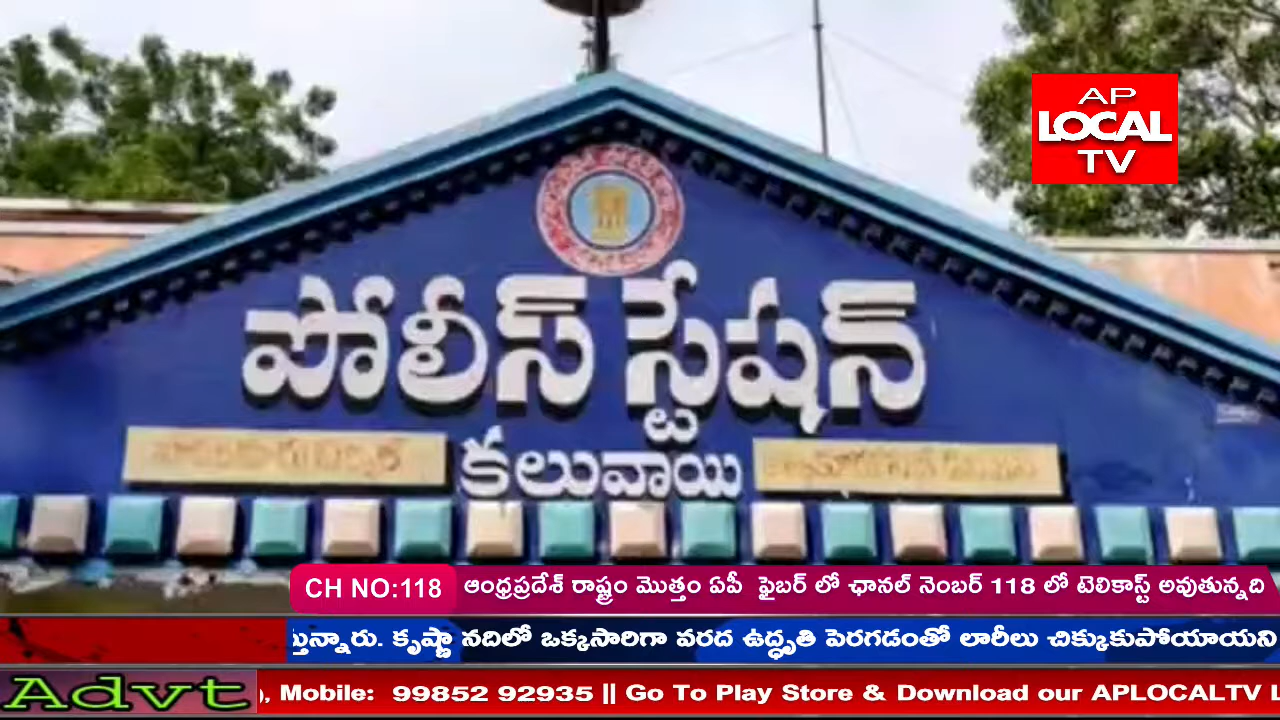 AP
LOCAL
TV
పోలీస్ స్టేషన్
కలువాయి
CH NO:118 ఆంధ్రప్రదేశ్ రాష్ట్రం మొత్తం ఏపీ ఫైబర్ లో ఛానల్ నెంబర్ 118 లో టెలికాస్ట్ అవుతున్నది
స్తున్నారు. కృష్ణా నదిలో ఒక్కసారిగా వరద ఉద్ధృతి పెరగడంతో లారీలు చిక్కుకుపోయాయని
Advt ), Mobile: 99852 92935 || Go To Play Store & Download our APLOCALTV L